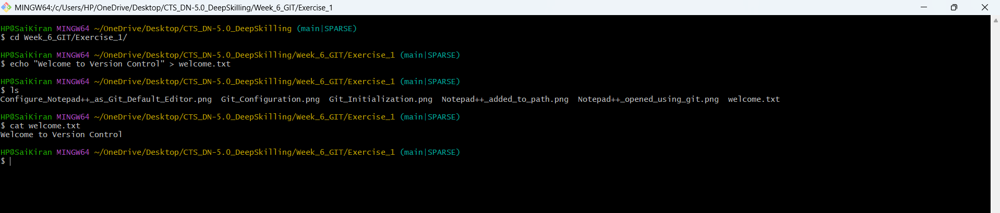 MINGW64:/c/Users/HP/OneDrive/Desktop/CTS_DN-5.0_DeepSkilling/Week_6_GIT/Exercise_1
HP@SaiKiran MINGW64 ~/OneDrive/Desktop/CTS_DN-5.0_DeepSkilling (main|SPARSE)
$ cd Week_6_GIT/Exercise_1/
HP@SaiKiran MINGW64 ~/OneDrive/Desktop/CTS_DN-5.0_DeepSkilling/Week_6_GIT/Exercise_1 (main|SPARSE)
$ echo "Welcome to Version Control" > welcome.txt
HP@SaiKiran MINGW64 ~/OneDrive/Desktop/CTS_DN-5.0_DeepSkilling/Week_6_GIT/Exercise_1 (main|SPARSE)
$ ls
Configure_Notepad++_as_Git_Default_Editor.png  Git_Configuration.png  Git_Initialization.png  Notepad++_added_to_path.png  Notepad++_opened_using_git.png  welcome.txt
HP@SaiKiran MINGW64 ~/OneDrive/Desktop/CTS_DN-5.0_DeepSkilling/Week_6_GIT/Exercise_1 (main|SPARSE)
$ cat welcome.txt
Welcome to Version Control
HP@SaiKiran MINGW64 ~/OneDrive/Desktop/CTS_DN-5.0_DeepSkilling/Week_6_GIT/Exercise_1 (main|SPARSE)
$